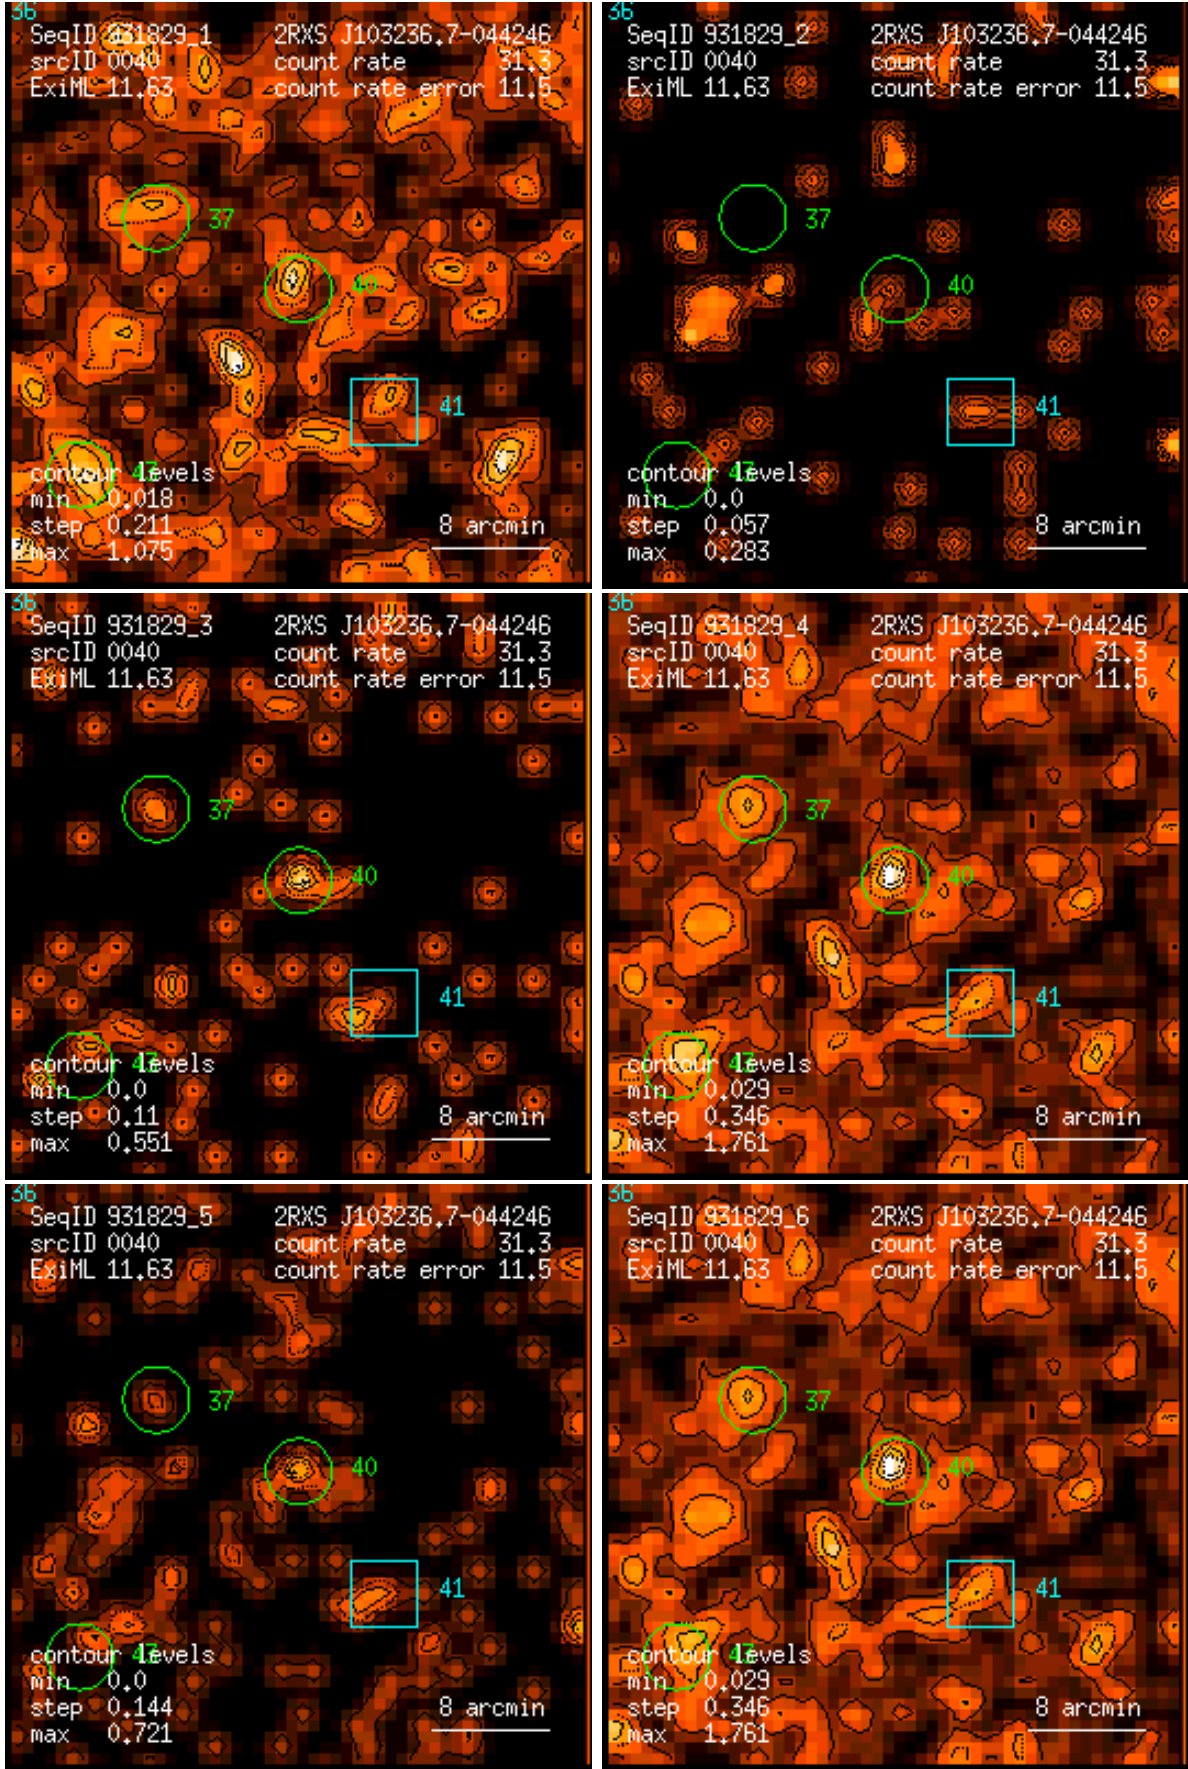 36
SeqID 931829_1 2RXS J103236.7-044246
srcID 0040 count rate 31.3
ExiML 11.63 count rate error 11.5
37
40
41
43
contour levels
min 0.018
step 0.211 8 arcmin
max 1.075
36
SeqID 931829_2 2RXS J103236.7-044246
srcID 0040 count rate 31.3
ExiML 11.63 count rate error 11.5
37
40
41
43
contour levels
min 0.0
step 0.057 8 arcmin
max 0.283
36
SeqID 931829_3 2RXS J103236.7-044246
srcID 0040 count rate 31.3
ExiML 11.63 count rate error 11.5
37
40
41
43
contour levels
min 0.0
step 0.11 8 arcmin
max 0.551
36
SeqID 931829_4 2RXS J103236.7-044246
srcID 0040 count rate 31.3
ExiML 11.63 count rate error 11.5
37
40
41
43
contour levels
min 0.029
step 0.346 8 arcmin
max 1.761
36
SeqID 931829_5 2RXS J103236.7-044246
srcID 0040 count rate 31.3
ExiML 11.63 count rate error 11.5
37
40
41
43
contour levels
min 0.0
step 0.144 8 arcmin
max 0.721
36
SeqID 931829_6 2RXS J103236.7-044246
srcID 0040 count rate 31.3
ExiML 11.63 count rate error 11.5
37
40
41
43
contour levels
min 0.029
step 0.346 8 arcmin
max 1.761